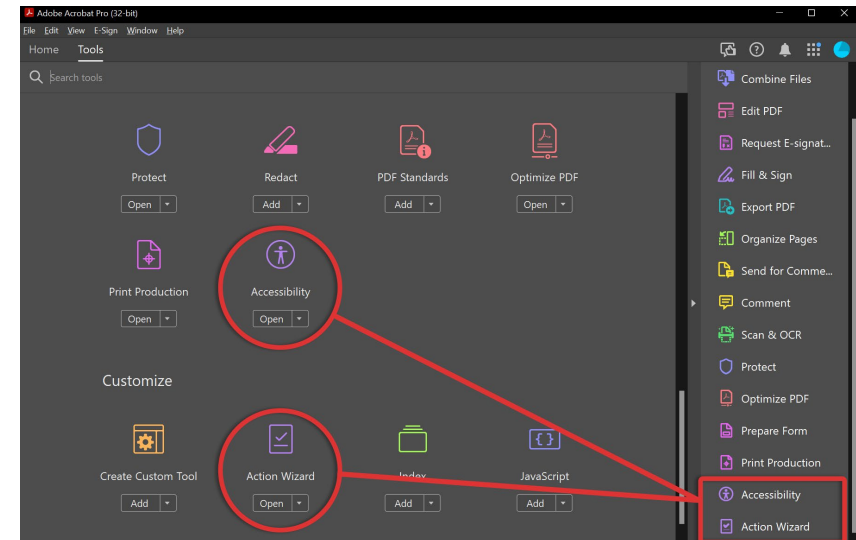 Adobe Acrobat Pro (32-bit)
File Edit View E-Sign Window Help
Home Tools
Search tools
Protect Redact PDF Standards Optimize PDF
Open Add Add Open
Print Production Accessibility
Open Open
Customize
Create Custom Tool Action Wizard Index JavaScript
Add Open Add Add
Combine Files
Edit PDF
Request E-signat...
Fill & Sign
Export PDF
Organize Pages
Send for Comme...
Comment
Scan & OCR
Protect
Optimize PDF
Prepare Form
Print Production
Accessibility
Action Wizard